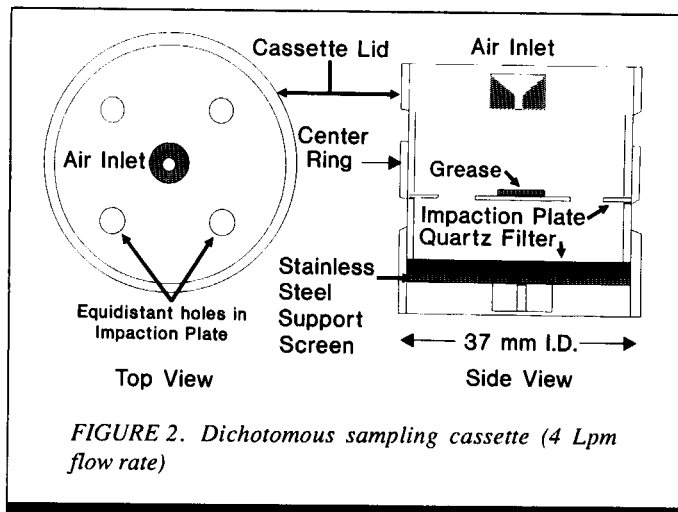 Cassette Lid
Air Inlet
Air Inlet
Center
Ring
Grease
Impaction Plate
Quartz Filter
Stainless
Steel
Support
Screen
Equidistant holes in
Impaction Plate
37 mm I.D.
Top View
Side View
FIGURE 2. Dichotomous sampling cassette (4 Lpm
flow rate)